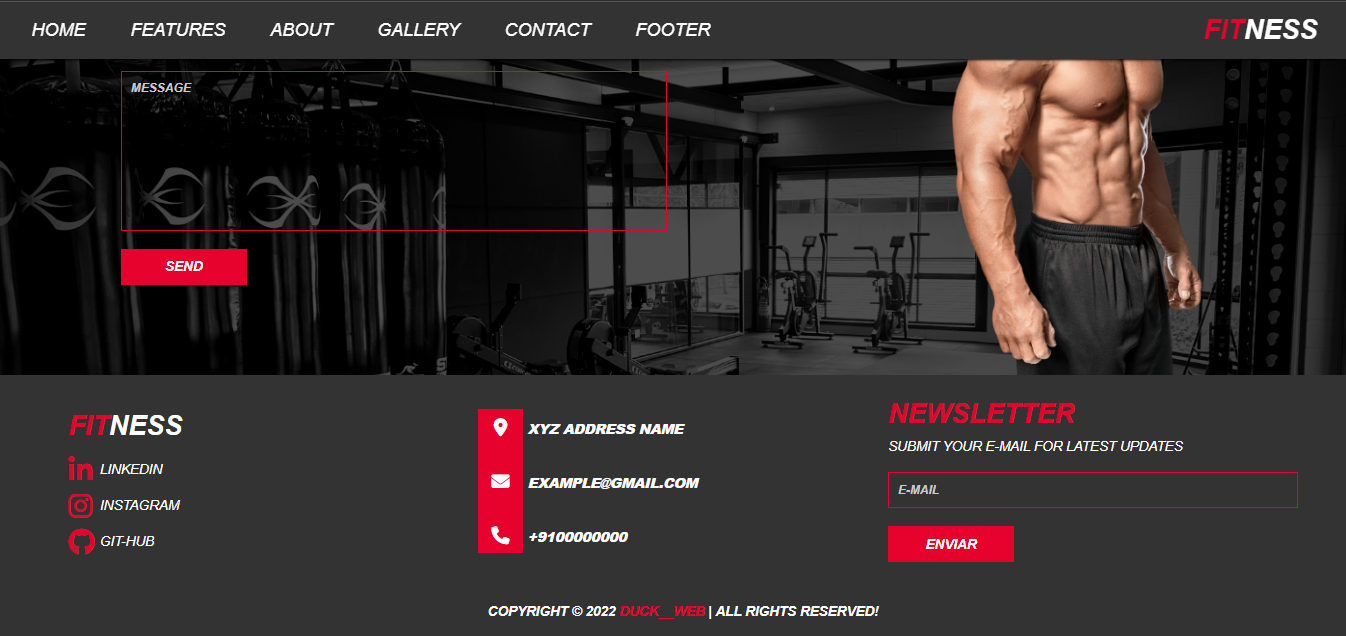 HOME FEATURES ABOUT GALLERY CONTACT FOOTER FITNESS
MESSAGE
SEND
FITNESS
LINKEDIN
INSTAGRAM
GIT-HUB
XYZ ADDRESS NAME
EXAMPLE@GMAIL.COM
+9100000000
NEWSLETTER
SUBMIT YOUR E-MAIL FOR LATEST UPDATES
E-MAIL
ENVIAR
COPYRIGHT © 2022 DUCK__WEB | ALL RIGHTS RESERVED!